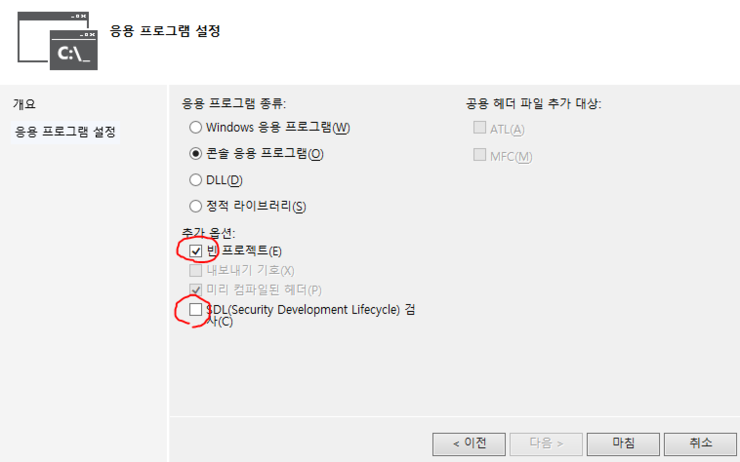 C:\_
응용 프로그램 설정
개요
응용 프로그램 설정
응용 프로그램 종류:
Windows 응용 프로그램(W)
콘솔 응용 프로그램(O)
DLL(D)
정적 라이브러리(S)
추가 옵션:
빈 프로젝트(E)
내보내기 기호(X)
미리 컴파일된 헤더(P)
SDL(Security Development Lifecycle) 검
사(C)
공용 헤더 파일 추가 대상:
ATL(A)
MFC(M)
< 이전
다음 >
마침
취소